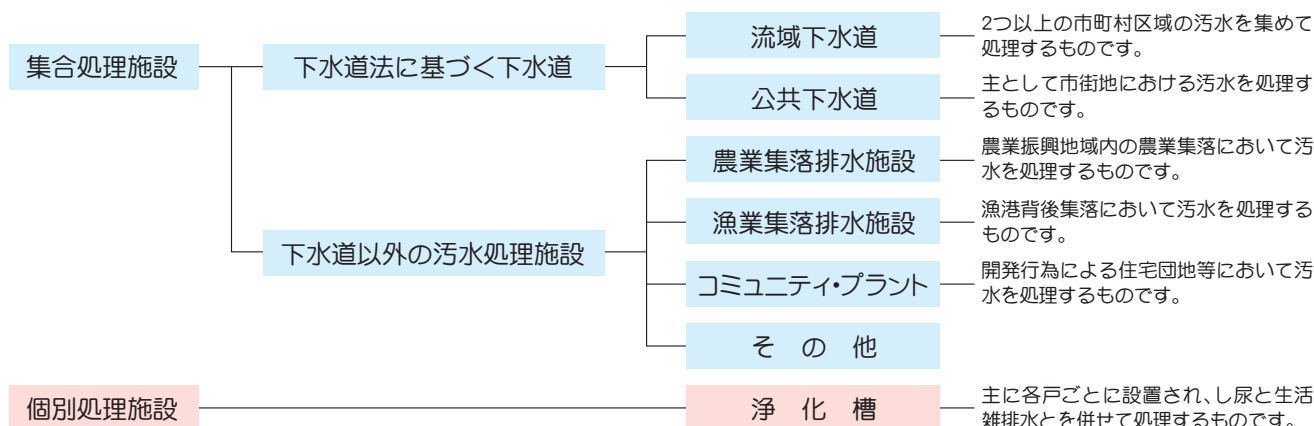 集合処理施設
下水道法に基づく下水道
流域下水道
2つ以上の市町村区域の汚水を集めて
処理するものです。
公共下水道
主として市街地における汚水を処理す
るものです。
下水道以外の汚水処理施設
農業集落排水施設
農業振興地域内の農業集落において汚
水を処理するものです。
漁業集落排水施設
漁港背後集落において汚水を処理する
ものです。
コミュニティ・プラント
開発行為による住宅団地等において汚
水を処理するものです。
そ の 他
個別処理施設
浄 化 槽
主に各戸ごとに設置され、し尿と生活
雑排水とを併せて処理するものです。